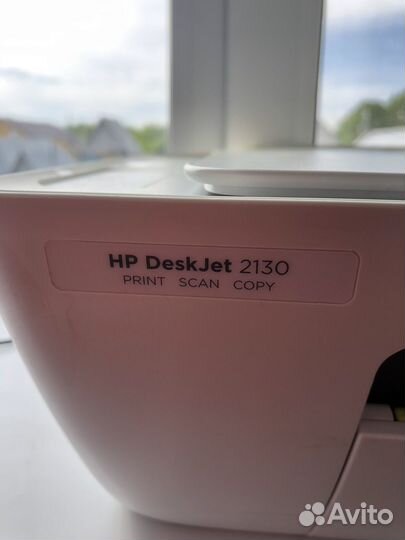 HP DeskJet 2130
PRINT SCAN COPY
Avito